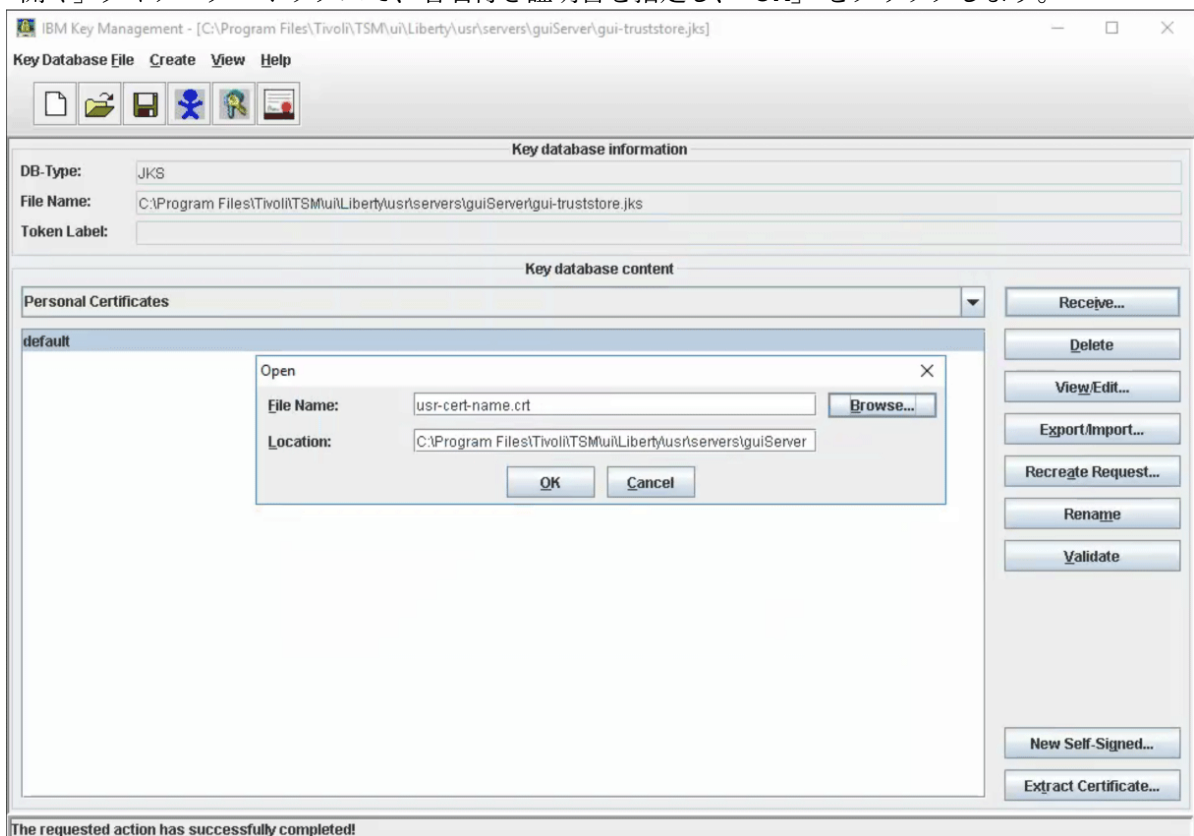 IBM Key Management - [C:\Program Files\Tivoli\TSM\ui\Liberty\usr\servers\guiServer\gui-truststore.jks]
Key Database File Create View Help
Key database information
DB-Type: JKS
File Name: C:\Program Files\Tivoli\TSM\ui\Liberty\usr\servers\guiServer\gui-truststore.jks
Token Label:
Key database content
Personal Certificates
Receive...
default
Delete
Open
View/Edit...
File Name: usr-cert-name.crt Browse...
Export/Import...
Location: C:\Program Files\Tivoli\TSM\ui\Liberty\usr\servers\guiServer
Recreate Request...
OK Cancel
Rename
Validate
New Self-Signed...
Extract Certificate...
The requested action has successfully completed!